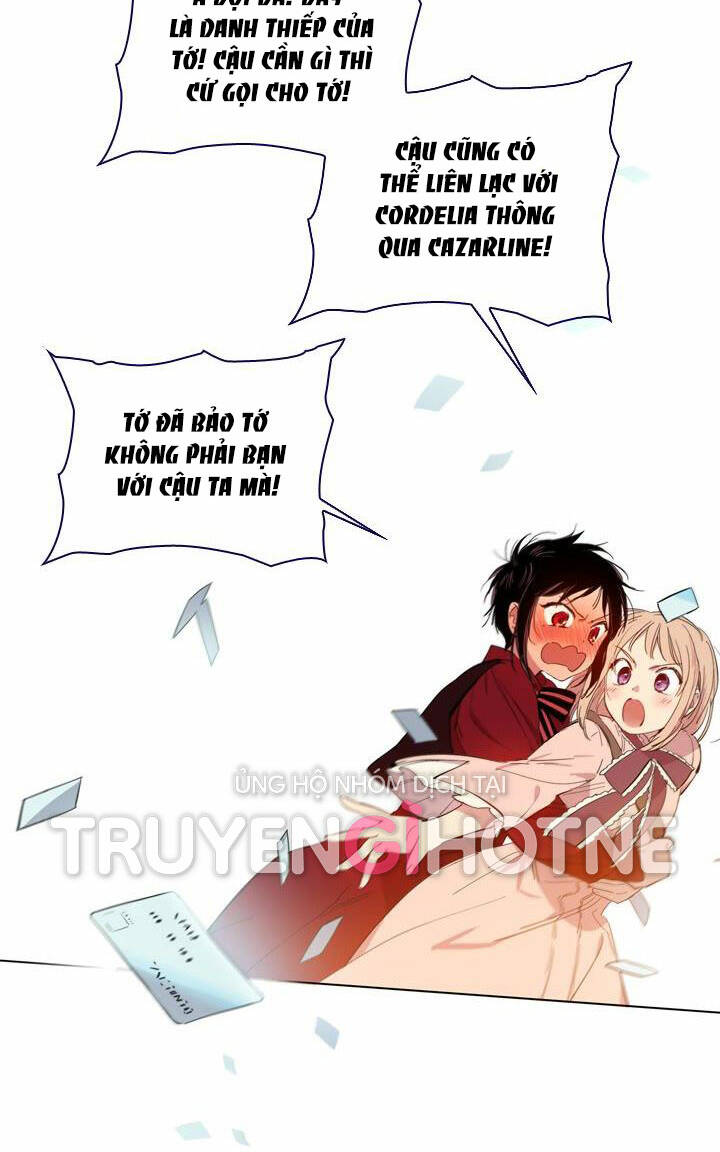 LÀ DANH THIẾP CỦA
TỚ! CẬU CẦN GÌ THÌ
CỨ GỌI CHO TỚ!
CẬU CŨNG CÓ
THỂ LIÊN LẠC VỚI
CORDELIA THÔNG
QUA CAZARLINE!
TỚ ĐÃ BẢO TỚ
KHÔNG PHẢI BẠN
VỚI CẬU TA MÀ!
ỦNG HỘ NHÓM DỊCH TẠI
TRUYENGIHOTNE